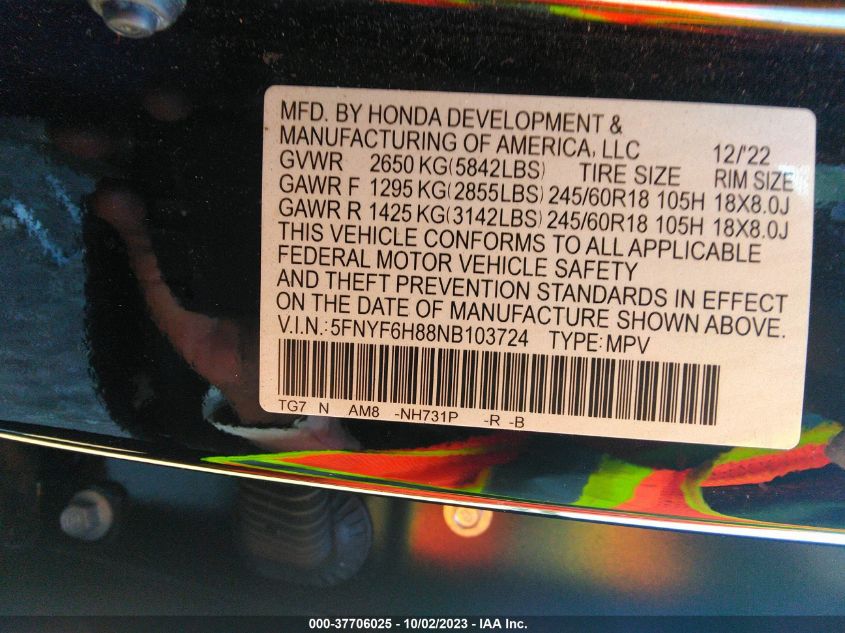 MFD. BY HONDA DEVELOPMENT &
MANUFACTURING OF AMERICA, LLC 12/'22
GVWR 2650 KG(5842LBS) TIRE SIZE RIM SIZE
GAWR F 1295 KG(2855LBS) 245/60R18 105H 18X8.0J
GAWR R 1425 KG(3142LBS) 245/60R18 105H 18X8.0J
THIS VEHICLE CONFORMS TO ALL APPLICABLE
FEDERAL MOTOR VEHICLE SAFETY
AND THEFT PREVENTION STANDARDS IN EFFECT
ON THE DATE OF MANUFACTURE SHOWN ABOVE.
V.I.N.: 5FNYF6H88NB103724 TYPE: MPV
TG7 N AM8 -NH731P -R -B
000-37706025 - 10/02/2023 - IAA Inc.